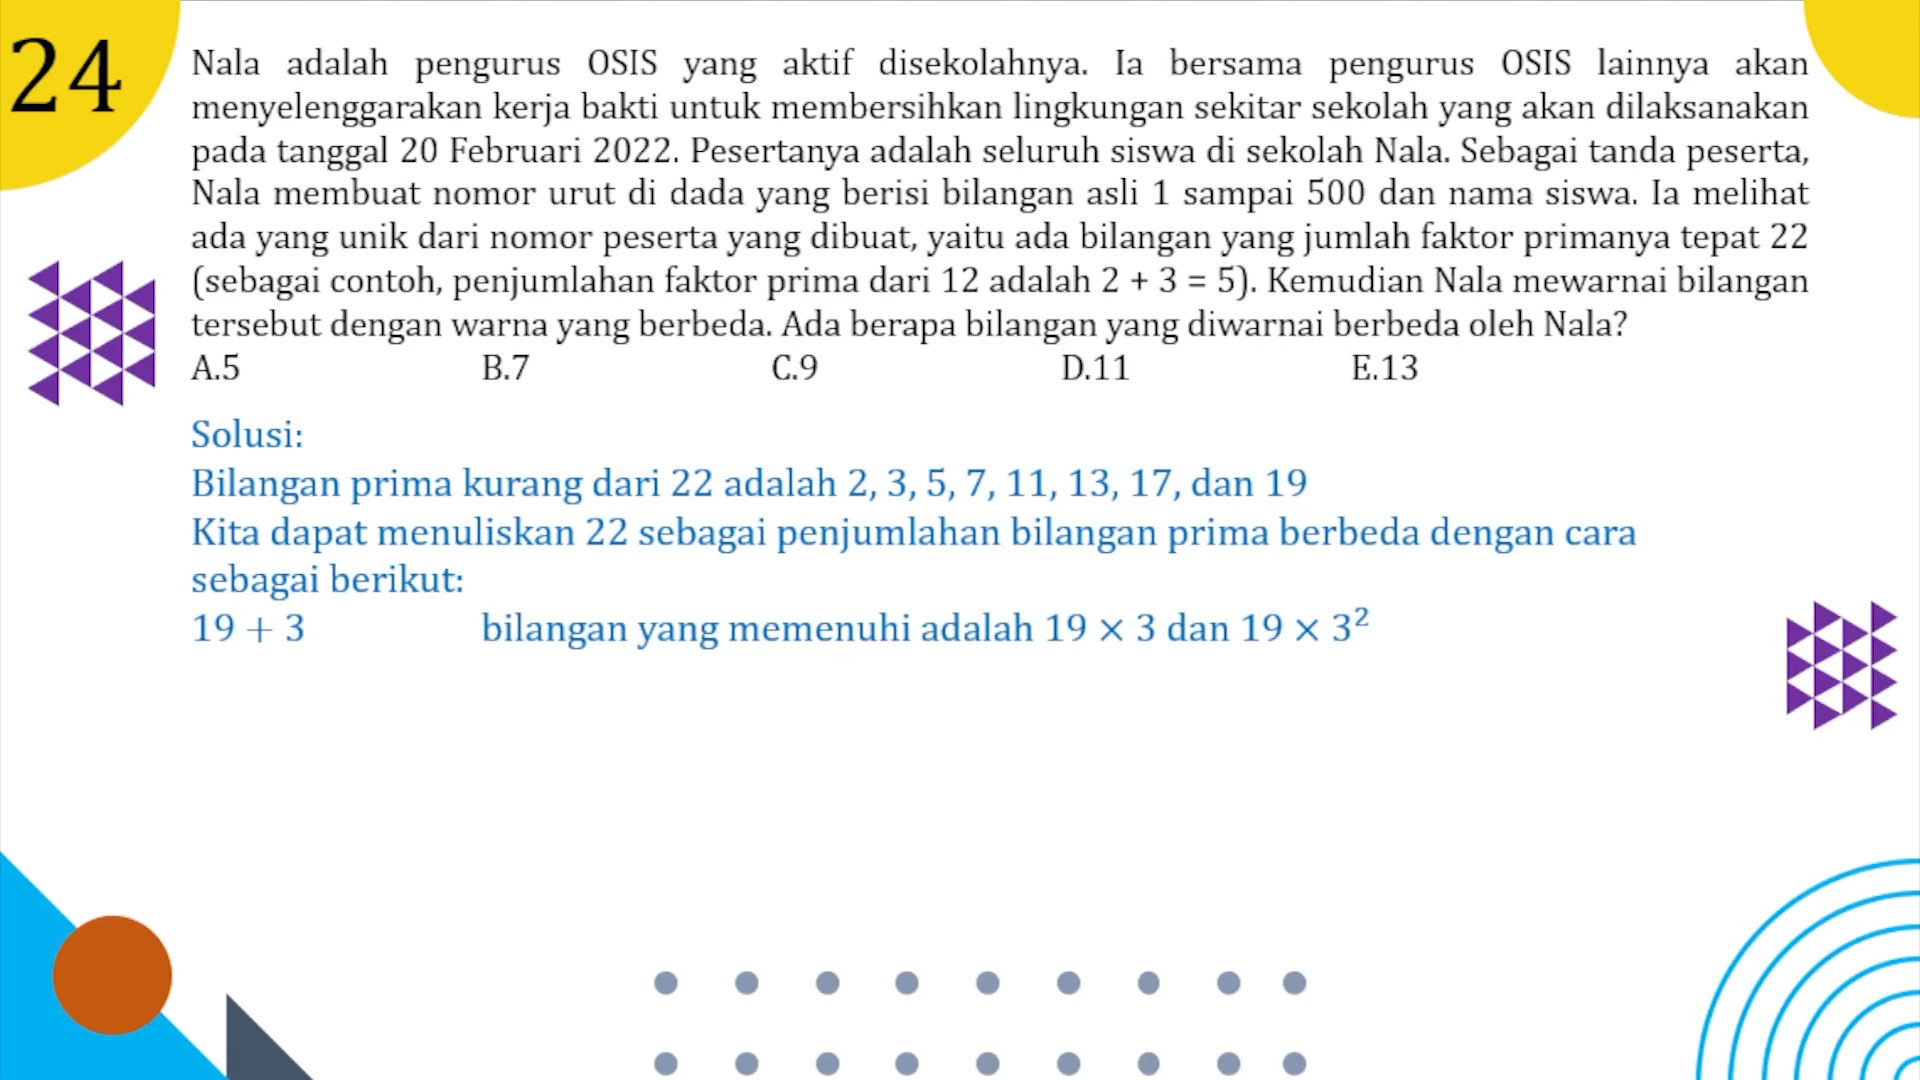 24
Nala adalah pengurus OSIS yang aktif disekolahnya. Ia bersama pengurus OSIS lainnya akan
menyelenggarakan kerja bakti untuk membersihkan lingkungan sekitar sekolah yang akan dilaksanakan
pada tanggal 20 Februari 2022. Pesertanya adalah seluruh siswa di sekolah Nala. Sebagai tanda peserta,
Nala membuat nomor urut di dada yang berisi bilangan asli 1 sampai 500 dan nama siswa. Ia melihat
ada yang unik dari nomor peserta yang dibuat, yaitu ada bilangan yang jumlah faktor primanya tepat 22
(sebagai contoh, penjumlahan faktor prima dari 12 adalah 2 + 3 = 5). Kemudian Nala mewarnai bilangan
tersebut dengan warna yang berbeda. Ada berapa bilangan yang diwarnai berbeda oleh Nala?
A.5 B.7 C.9 D.11 E.13
Solusi:
Bilangan prima kurang dari 22 adalah 2, 3, 5, 7, 11, 13, 17, dan 19
Kita dapat menuliskan 22 sebagai penjumlahan bilangan prima berbeda dengan cara
sebagai berikut:
19 + 3 bilangan yang memenuhi adalah 19 × 3 dan 19 × 3²